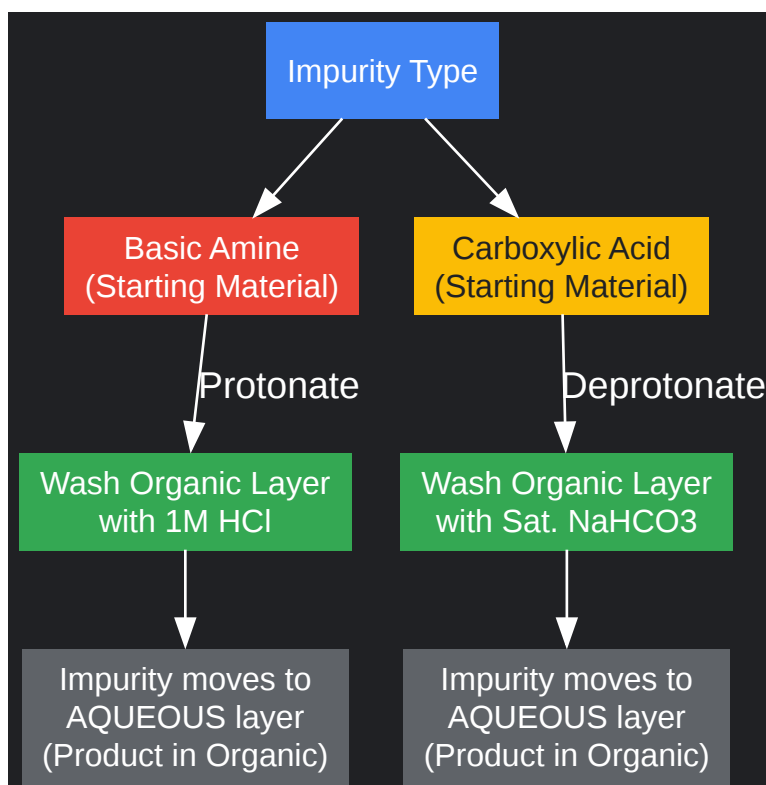 Impurity Type
Basic Amine
(Starting Material)
Carboxylic Acid
(Starting Material)
Protonate
Deprotonate
Wash Organic Layer
with 1M HCl
Wash Organic Layer
with Sat. NaHCO3
Impurity moves to
AQUEOUS layer
(Product in Organic)
Impurity moves to
AQUEOUS layer
(Product in Organic)